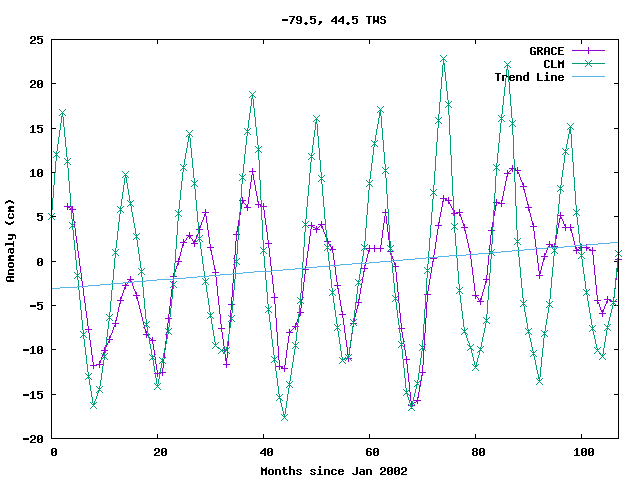 -79.5, 44.5 TWS
GRACE
CLM
Trend Line
Anomaly (cm)
25
20
15
10
5
0
-5
-10
-15
-20
0 20 40 60 80 100
Months since Jan 2002